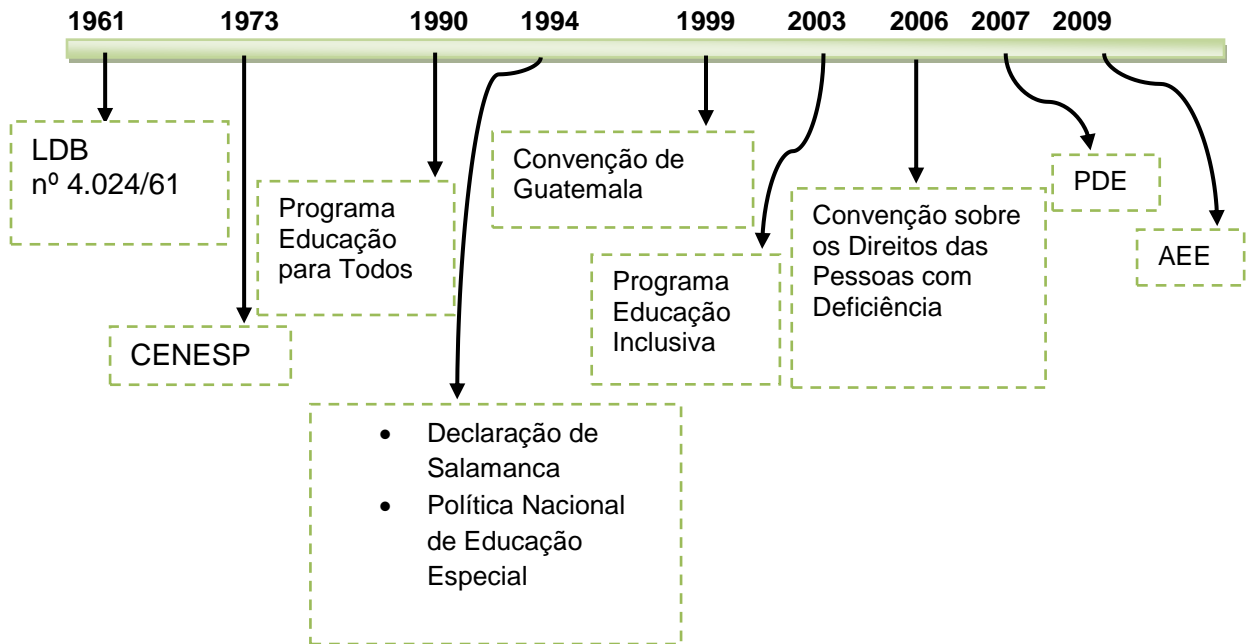 1961 1973 1990 1994 1999 2003 2006 2007 2009
LDB
nº 4.024/61
CENESP
Programa
Educação
para Todos
• Declaração de
Salamanca
• Política Nacional
de Educação
Especial
Convenção de
Guatemala
Programa
Educação
Inclusiva
Convenção sobre
os Direitos das
Pessoas com
Deficiência
PDE
AEE